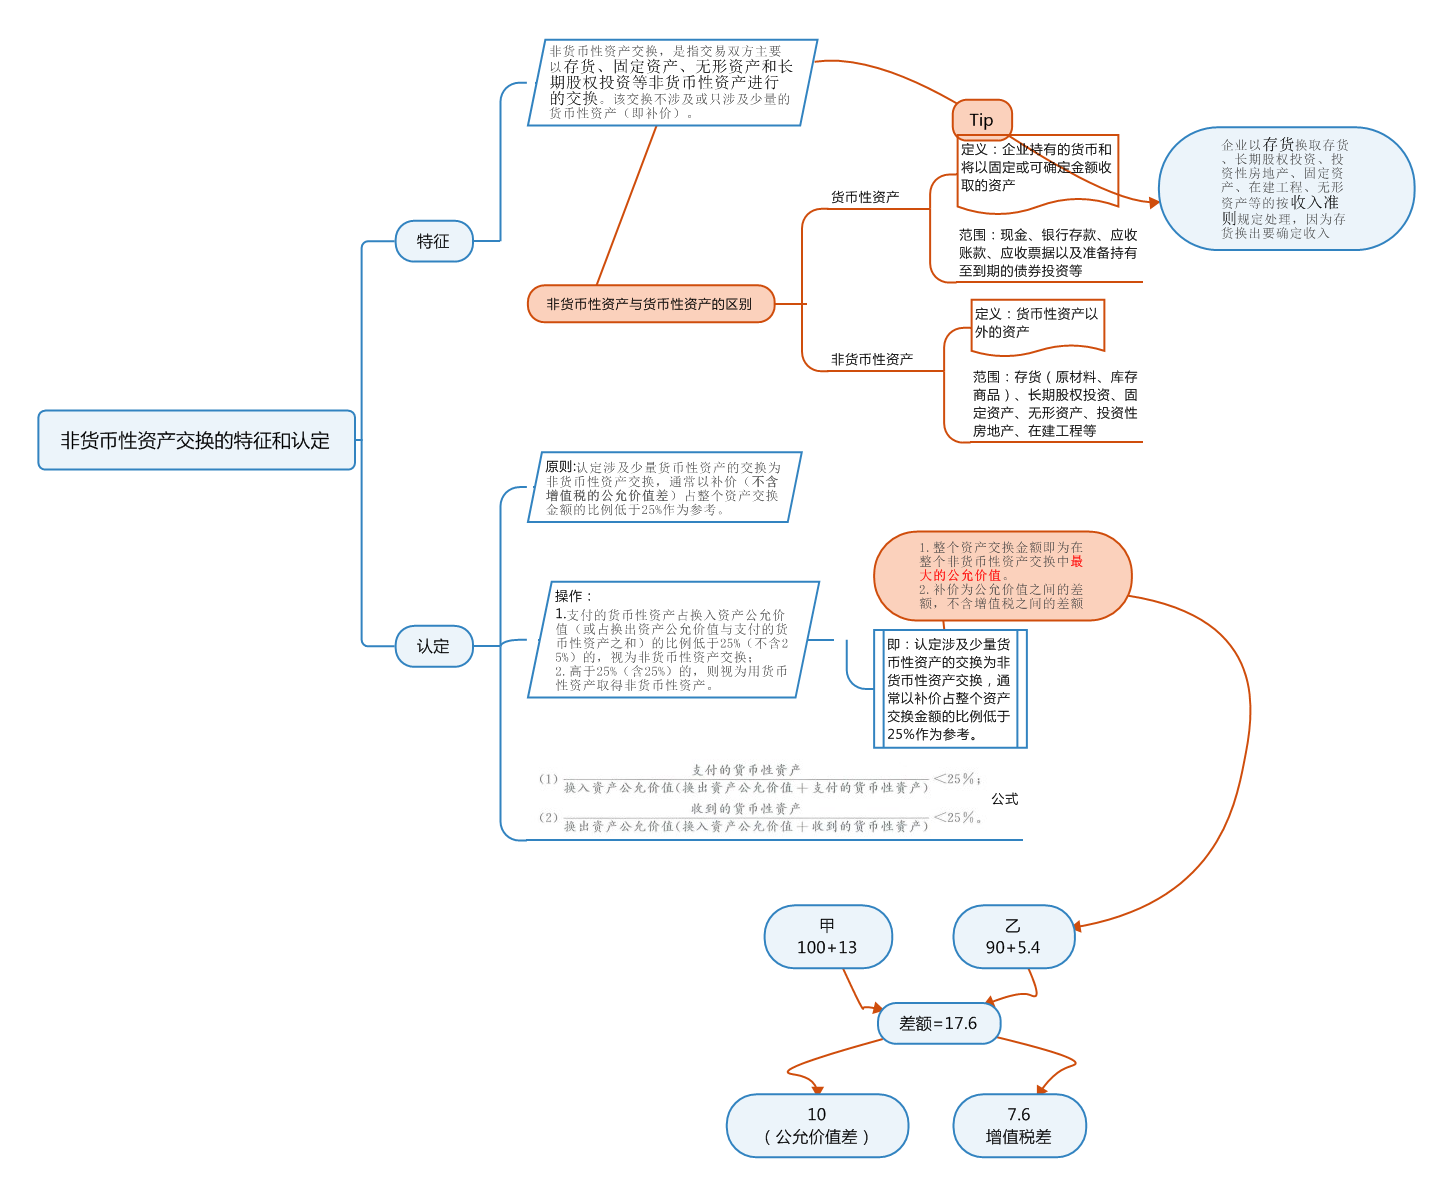 非货币性资产交换的特征和认定
特征
非货币性资产交换，是指交易双方主要
以存货、固定资产、无形资产和长
期股权投资等非货币性资产进行
的交换。该交换不涉及或只涉及少量的
货币性资产（即补价）。
Tip
企业以存货换取存货
、长期股权投资、投
资性房地产、固定资
产、在建工程、无形
资产等的按收入准
则规定处理，因为存
货换出要确定收入
非货币性资产与货币性资产的区别
货币性资产
定义：企业持有的货币和
将以固定或可确定金额收
取的资产
范围：现金、银行存款、应收
账款、应收票据以及准备持有
至到期的债券投资等
非货币性资产
定义：货币性资产以
外的资产
范围：存货（原材料、库存
商品）、长期股权投资、固
定资产、无形资产、投资性
房地产、在建工程等
认定
原则:认定涉及少量货币性资产的交换为
非货币性资产交换，通常以补价（不含
增值税的公允价值差）占整个资产交换
金额的比例低于25%作为参考。
操作：
1.支付的货币性资产占换入资产公允价
值（或占换出资产公允价值与支付的货
币性资产之和）的比例低于25%（不含2
5%）的，视为非货币性资产交换；
2.高于25%（含25%）的，则视为用货币
性资产取得非货币性资产。
1.整个资产交换金额即为在
整个非货币性资产交换中最
大的公允价值。
2.补价为公允价值之间的差
额，不含增值税之间的差额
即：认定涉及少量货
币性资产的交换为非
货币性资产交换，通
常以补价占整个资产
交换金额的比例低于
25%作为参考。
支付的货币性资产
（1） ＜25％；
换入资产公允价值(换出资产公允价值＋支付的货币性资产)
公式
收到的货币性资产
（2） ＜25％。
换出资产公允价值(换入资产公允价值＋收到的货币性资产)
甲
100+13
乙
90+5.4
差额=17.6
10
（公允价值差）
7.6
增值税差